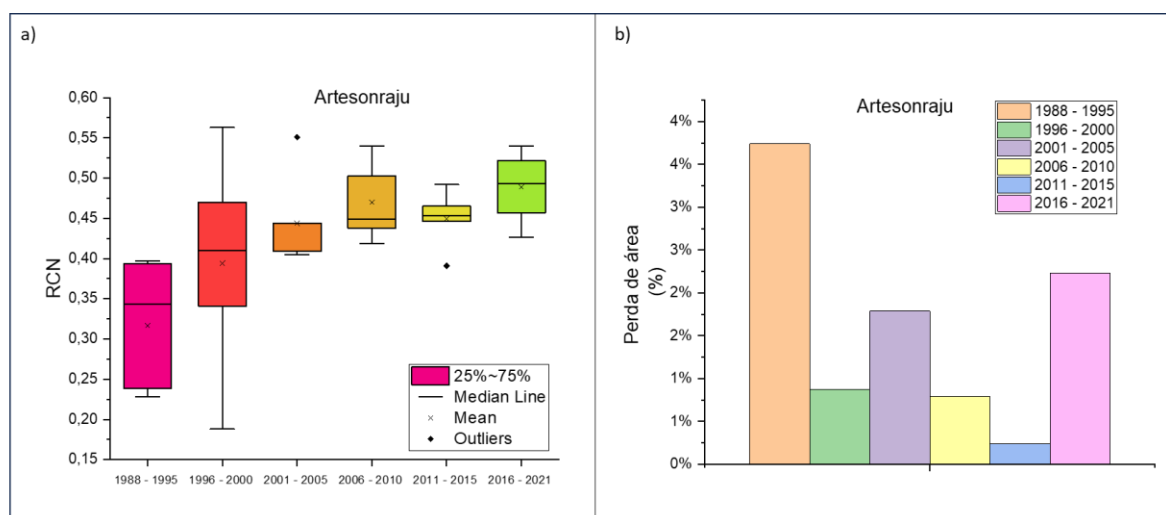 a)
Artesonraju
0,60
0,55
0,50
0,45
0,40
0,35
0,30
0,25
0,20
0,15
RCN
25%~75%
Median Line
Mean
Outliers
1988 - 1995 1996 - 2000 2001 - 2005 2006 - 2010 2011 - 2015 2016 - 2021
b)
Artesonraju
4%
4%
3%
3%
2%
2%
1%
1%
0%
Perda de área
(%)
1988 - 1995
1996 - 2000
2001 - 2005
2006 - 2010
2011 - 2015
2016 - 2021